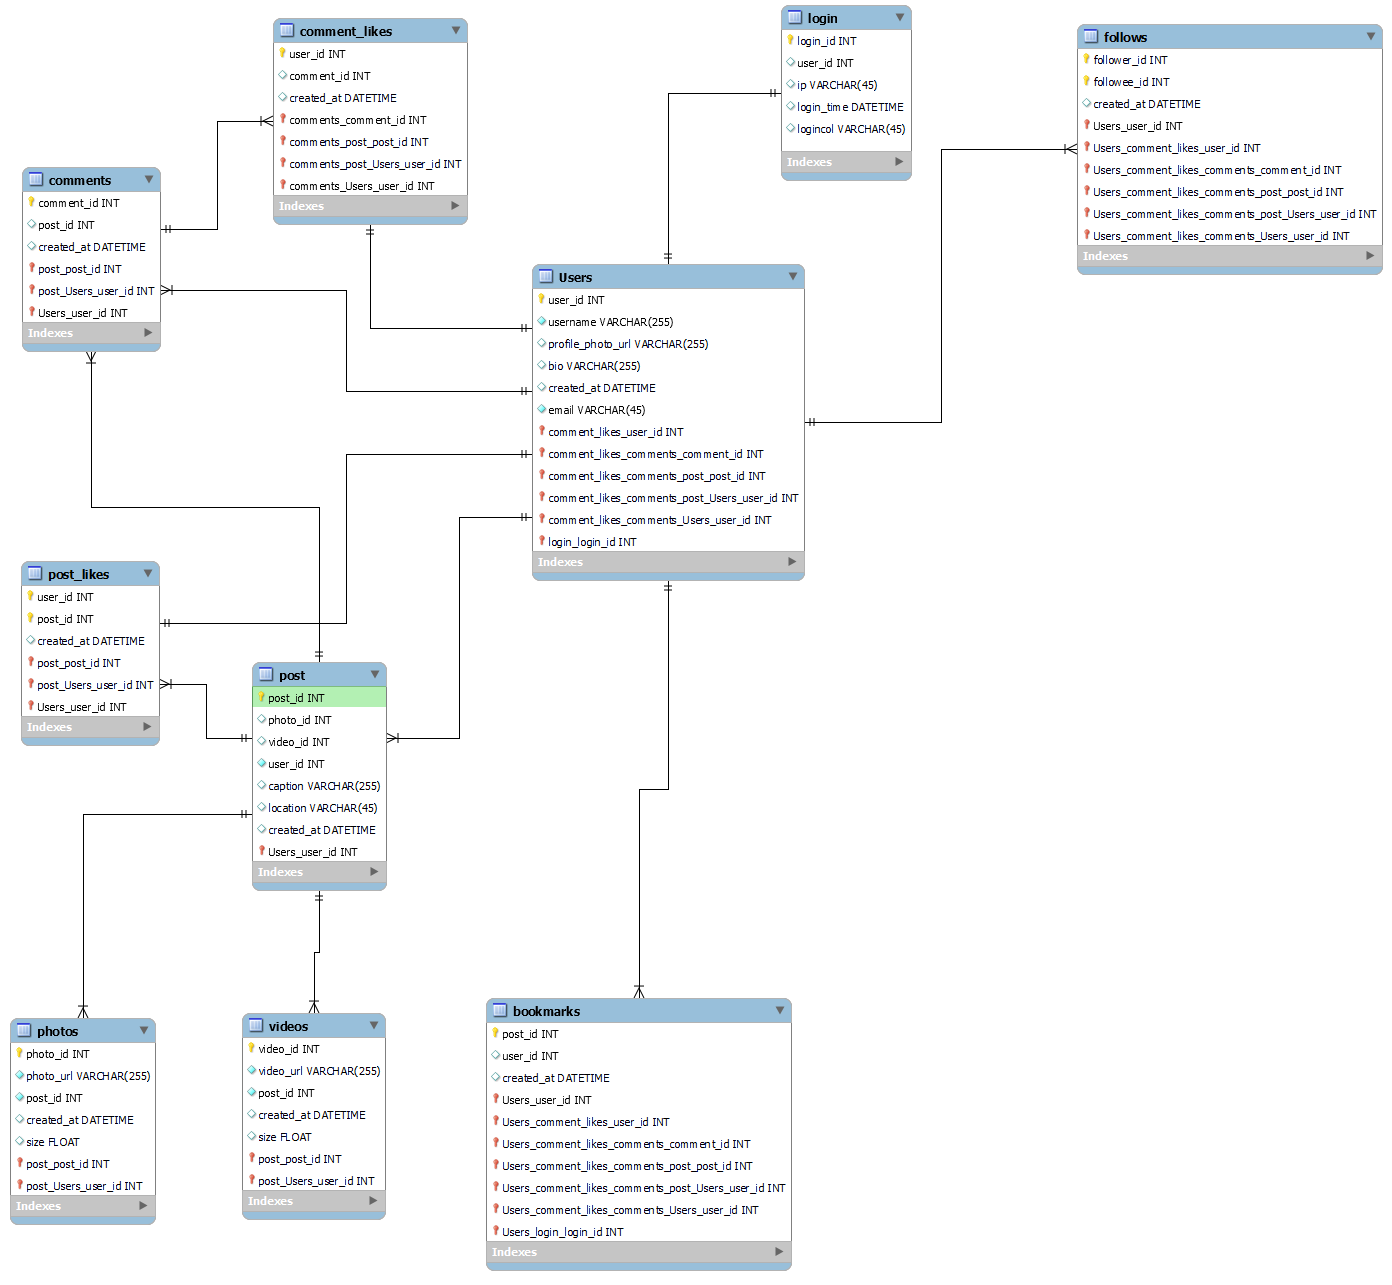 comment_likes
user_id INT
comment_id INT
created_at DATETIME
comments_comment_id INT
comments_post_post_id INT
comments_post_Users_user_id INT
comments_Users_user_id INT
Indexes
login
login_id INT
user_id INT
ip VARCHAR(45)
login_time DATETIME
logincol VARCHAR(45)
Indexes
follows
follower_id INT
followee_id INT
created_at DATETIME
Users_user_id INT
Users_comment_likes_user_id INT
Users_comment_likes_comments_comment_id INT
Users_comment_likes_comments_post_post_id INT
Users_comment_likes_comments_post_Users_user_id INT
Users_comment_likes_comments_Users_user_id INT
Indexes
comments
comment_id INT
post_id INT
created_at DATETIME
post_post_id INT
post_Users_user_id INT
Users_user_id INT
Indexes
Users
user_id INT
username VARCHAR(255)
profile_photo_url VARCHAR(255)
bio VARCHAR(255)
created_at DATETIME
email VARCHAR(45)
comment_likes_user_id INT
comment_likes_comments_comment_id INT
comment_likes_comments_post_post_id INT
comment_likes_comments_post_Users_user_id INT
comment_likes_comments_Users_user_id INT
login_login_id INT
Indexes
post_likes
user_id INT
post_id INT
created_at DATETIME
post_post_id INT
post_Users_user_id INT
Users_user_id INT
Indexes
post
post_id INT
photo_id INT
video_id INT
user_id INT
caption VARCHAR(255)
location VARCHAR(45)
created_at DATETIME
Users_user_id INT
Indexes
photos
photo_id INT
photo_url VARCHAR(255)
post_id INT
created_at DATETIME
size FLOAT
post_post_id INT
post_Users_user_id INT
Indexes
videos
video_id INT
video_url VARCHAR(255)
post_id INT
created_at DATETIME
size FLOAT
post_post_id INT
post_Users_user_id INT
Indexes
bookmarks
post_id INT
user_id INT
created_at DATETIME
Users_user_id INT
Users_comment_likes_user_id INT
Users_comment_likes_comments_comment_id INT
Users_comment_likes_comments_post_post_id INT
Users_comment_likes_comments_post_Users_user_id INT
Users_comment_likes_comments_Users_user_id INT
Users_login_login_id INT
Indexes